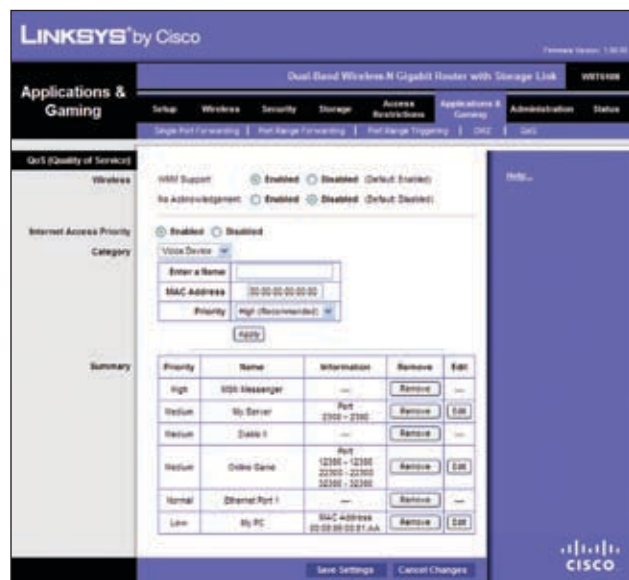 LINKSYS® by Cisco
Applications & Gaming
Dual-Band Wireless-N Gigabit Router with Storage Link
Setup Wireless Security Storage Access Restrictions Applications & Gaming Administration Status
Single Port Forwarding | Port Range Forwarding | Port Range Triggering | DMZ | QoS
QoS (Quality of Service)
Wireless
WMM Support Enabled Disabled (Default: Enabled)
No Acknowledgement Enabled Disabled (Default: Disabled)
Help...
Internet Access Priority Enabled Disabled
Category Voice Device
Enter a Name
MAC Address 00:00:00:00:00:00
Priority High (Recommended)
Apply
Summary
Priority Name Information Remove Edit
High MSN Messenger --- Remove ---
Medium My Server Port 2300 - 2300 Remove Edit
Medium Diablo II --- Remove ---
Medium Online Game Port Remove Edit
Normal Ethernet Port 1 --- Remove ---
Low My PC MAC Address Remove Edit
Save Settings Cancel Changes
CISCO